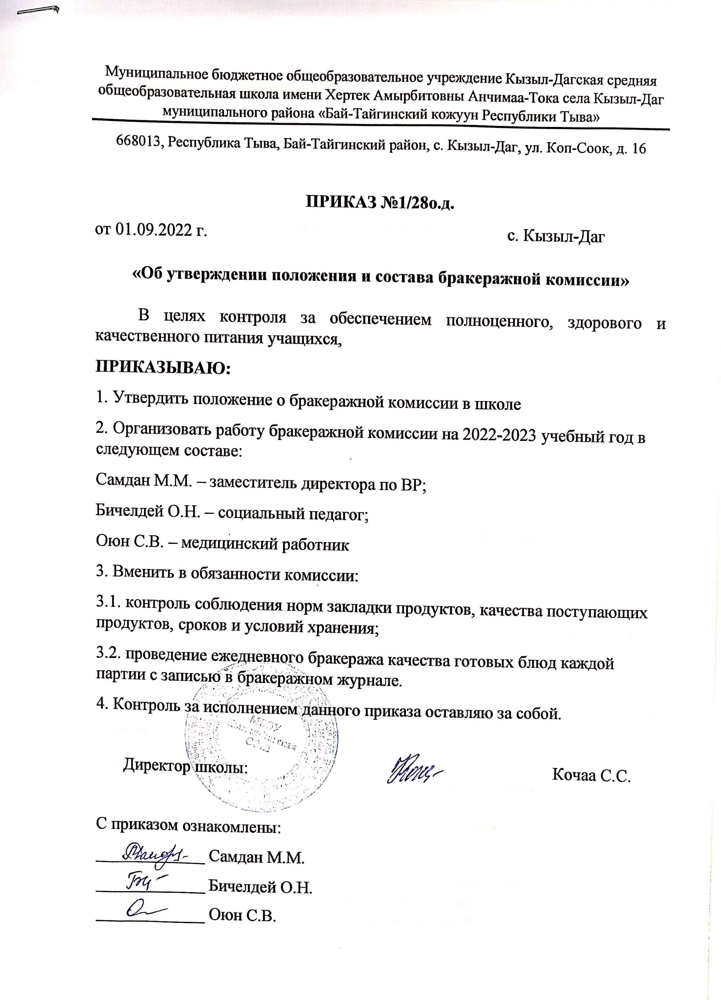 Муниципальное бюджетное общеобразовательное учреждение Кызыл-Дагская средняя
общеобразовательная школа имени Хертек Амырбитовны Анчимаа-Тока села Кызыл-Даг
муниципального района «Бай-Тайгинский кожуун Республики Тыва»
668013, Республика Тыва, Бай-Тайгинский район, с. Кызыл-Даг, ул. Коп-Соок, д. 16
ПРИКАЗ №1/28о.д.
от 01.09.2022 г. с. Кызыл-Даг
«Об утверждении положения и состава бракеражной комиссии»
В целях контроля за обеспечением полноценного, здорового и
качественного питания учащихся,
ПРИКАЗЫВАЮ:
1. Утвердить положение о бракеражной комиссии в школе
2. Организовать работу бракеражной комиссии на 2022-2023 учебный год в
следующем составе:
Самдан М.М. – заместитель директора по ВР;
Бичелдей О.Н. – социальный педагог;
Оюн С.В. – медицинский работник
3. Вменить в обязанности комиссии:
3.1. контроль соблюдения норм закладки продуктов, качества поступающих
продуктов, сроков и условий хранения;
3.2. проведение ежедневного бракеража качества готовых блюд каждой
партии с записью в бракеражном журнале.
4. Контроль за исполнением данного приказа оставляю за собой.
МБОУ
Кызыл-Дагская
СОШ
Директор школы: Кочаа С.С.
С приказом ознакомлены:
Самдан М.М.
Бичелдей О.Н.
Оюн С.В.